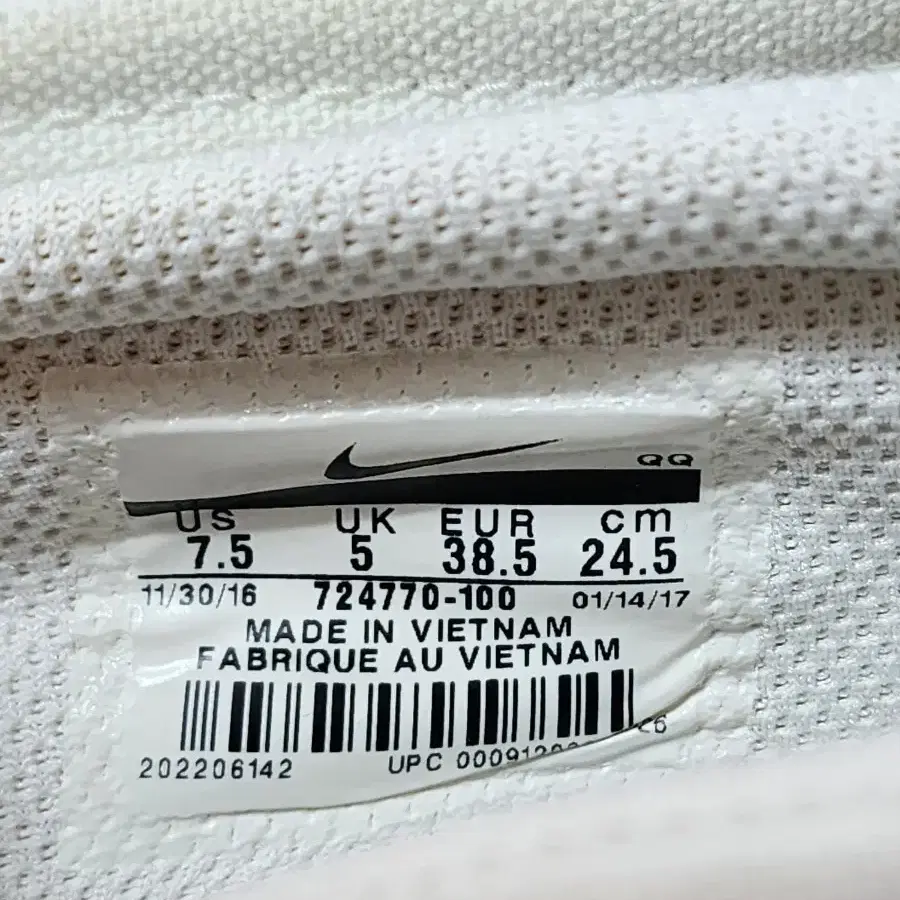 QQ
US UK EUR cm
7.5 5 38.5 24.5
11/30/16 724770-100 01/14/17
MADE IN VIETNAM
FABRIQUE AU VIETNAM
202206142 UPC